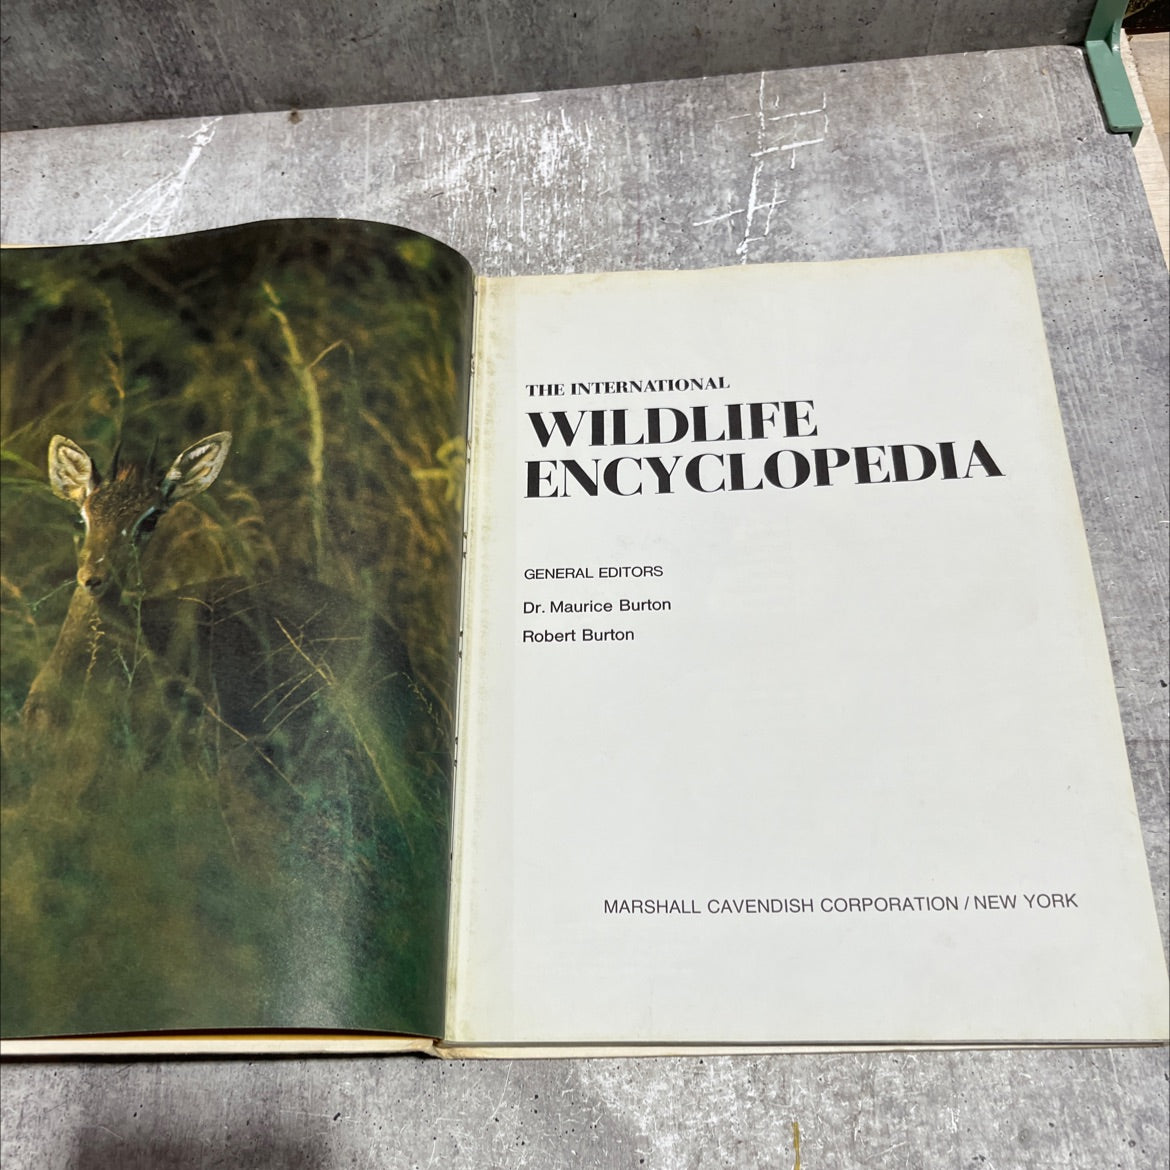 THE INTERNATIONAL
WILDLIFE
ENCYCLOPEDIA
GENERAL EDITORS
Dr. Maurice Burton
Robert Burton
MARSHALL CAVENDISH CORPORATION / NEW YORK